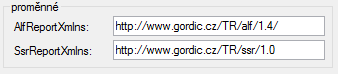 proměnné
AlfReportXmlns: http://www.gordic.cz/TR/alf/1.4/
SsrReportXmlns: http://www.gordic.cz/TR/ssr/1.0